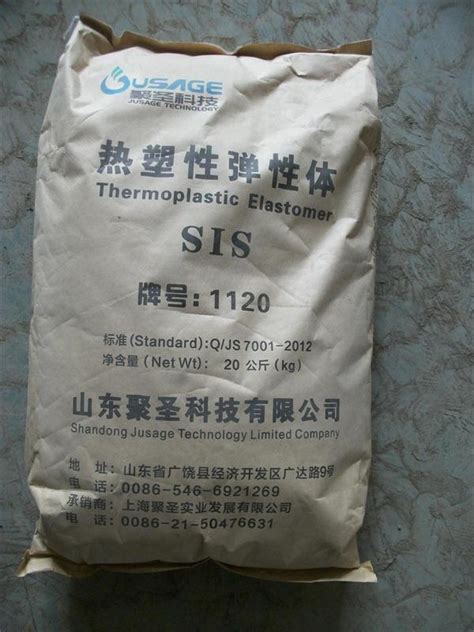 JUSAGE
聚圣科技
JUSAGE TECHNOLOGY
热塑性弹性体
Thermoplastic Elastomer
SIS
牌号:1120
标准(Standard):Q/JS 7001-2012
净含量(Net Wt): 20 公斤(kg)
山东聚圣科技有限公司
Shandong Jusage Technology Limited Company
地 址:山东省广饶县经济开发区广达路9号
电 话:0086-546-6921269
承销商:上海聚圣实业发展有限公司
电 话:0086-21-50476631